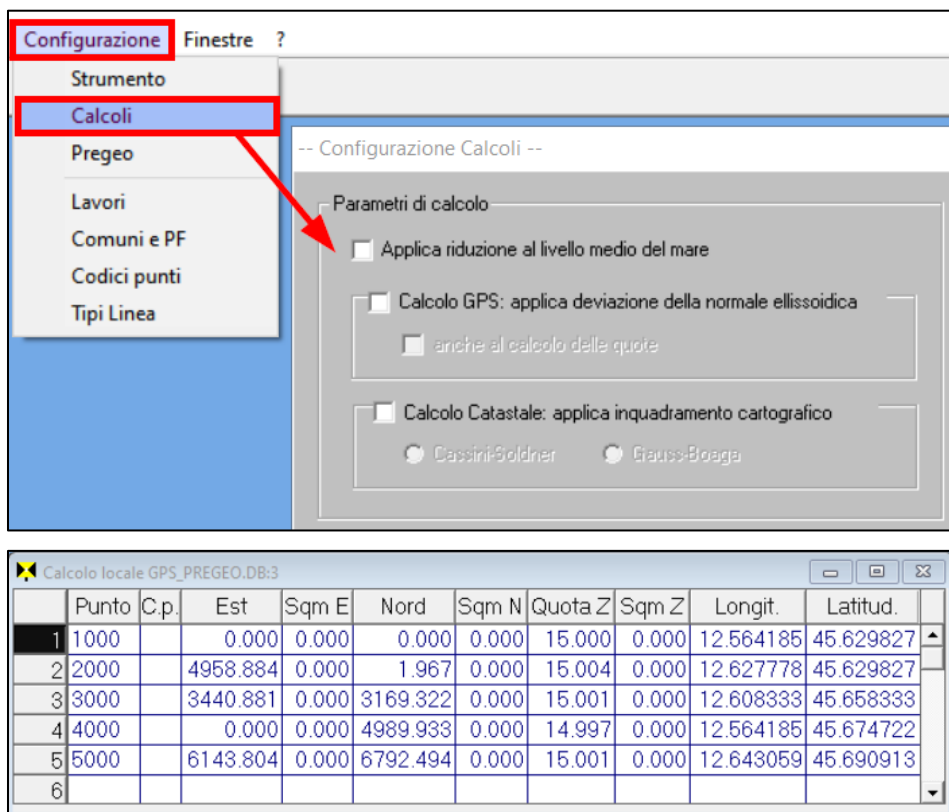 Configurazione Finestre ?
Strumento
Calcoli
Pregeo
Lavori
Comuni e PF
Codici punti
Tipi Linea
-- Configurazione Calcoli --
Parametri di calcolo
Applica riduzione al livello medio del mare
Calcolo GPS: applica deviazione della normale ellissoidica
anche al calcolo delle quote
Calcolo Catastale: applica inquadramento cartografico
Cassini-Soldner Gauss-Boaga
Calcolo locale GPS_PREGEO.DB:3
Punto C.p. Est Sqm E Nord Sqm N Quota Z Sqm Z Longit. Latitud.
1 1000 0.000 0.000 0.000 0.000 15.000 0.000 12.564185 45.629827
2 2000 4958.884 0.000 1.967 0.000 15.004 0.000 12.627778 45.629827
3 3000 3440.881 0.000 3169.322 0.000 15.001 0.000 12.608333 45.658333
4 4000 0.000 0.000 4989.933 0.000 14.997 0.000 12.564185 45.674722
5 5000 6143.804 0.000 6792.494 0.000 15.001 0.000 12.643059 45.690913
6